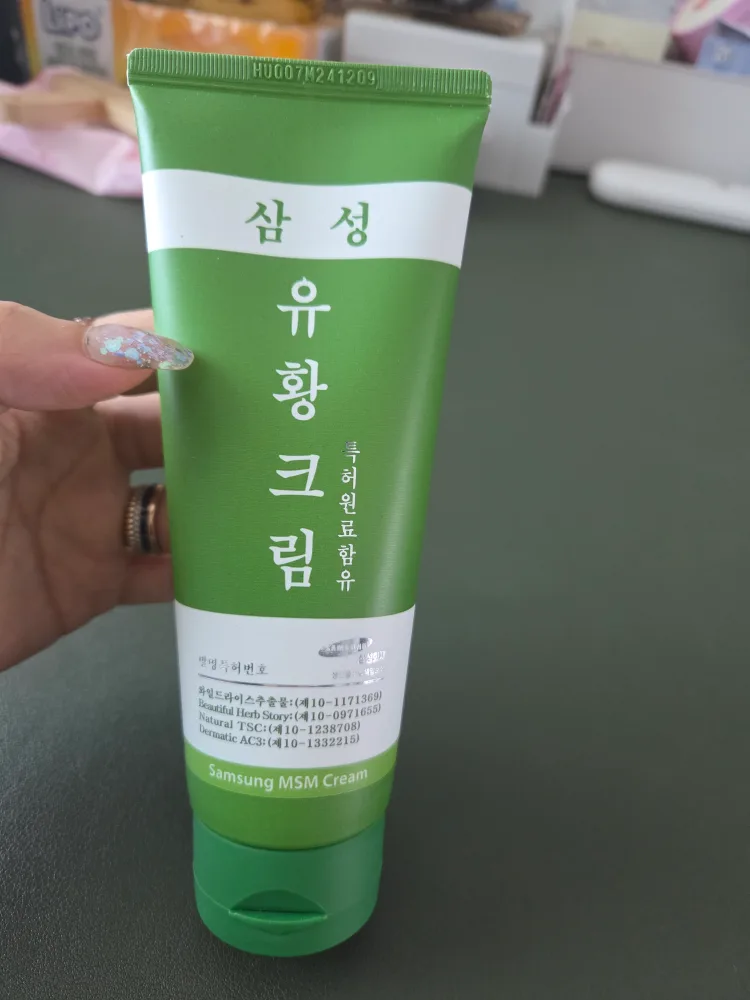 HU007M241209
삼 성
유황크림
특허원료함유
SAMSUNG
특허번호
와일드라이스추출물:(제10-1171369)
Beautiful Herb Story:(제10-0971655)
Natural TSC:(제10-1238708)
Dermatic AC3:(제10-1332215)
Samsung MSM Cream